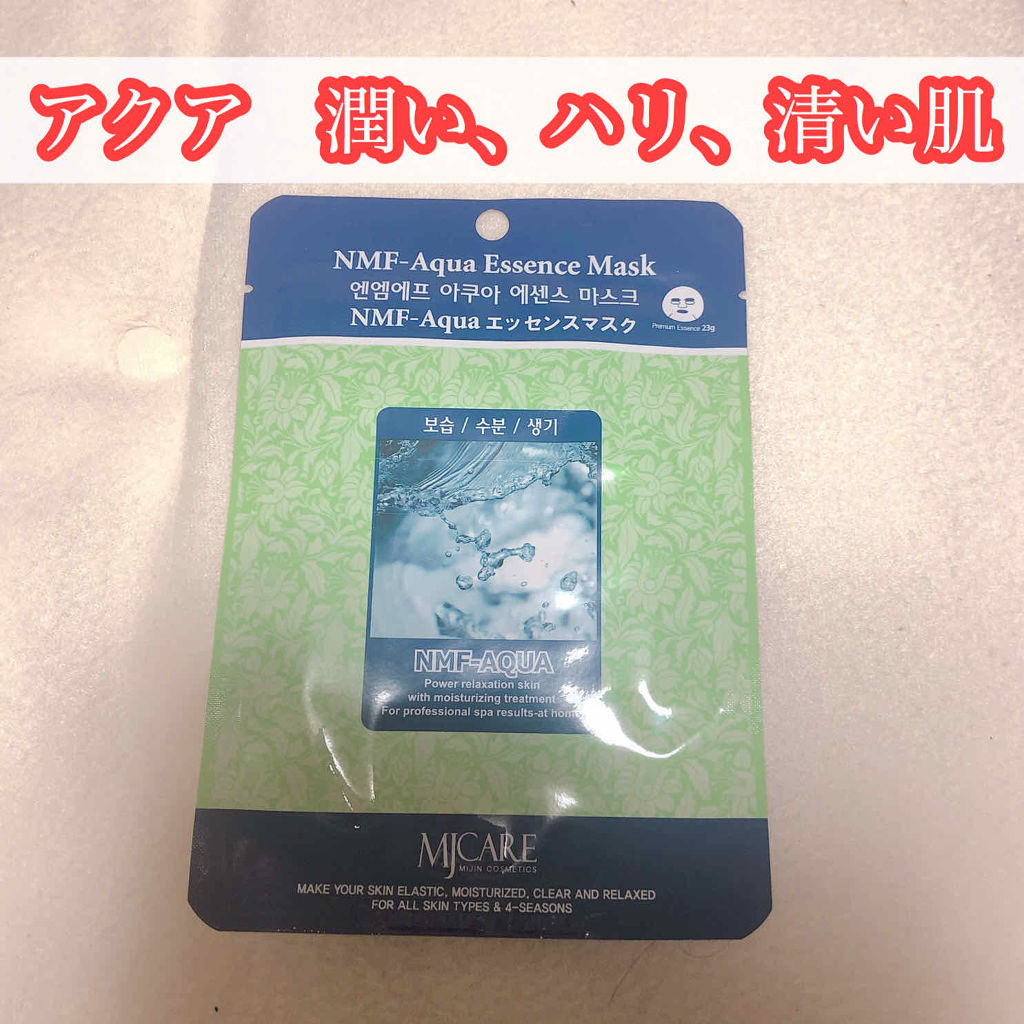 アクア　潤い、ハリ、清い肌
NMF-Aqua Essence Mask
엔엠에프 아쿠아 에센스 마스크
NMF-Aqua エッセンスマスク
Premium Essence 23g
보습 / 수분 / 생기
NMF-AQUA
Power relaxation skin
with moisturizing treatment
For professional spa results-at home
MJCARE
MIJIN COSMETICS
MAKE YOUR SKIN ELASTIC, MOISTURIZED, CLEAR AND RELAXED
FOR ALL SKIN TYPES & 4-SEASONS